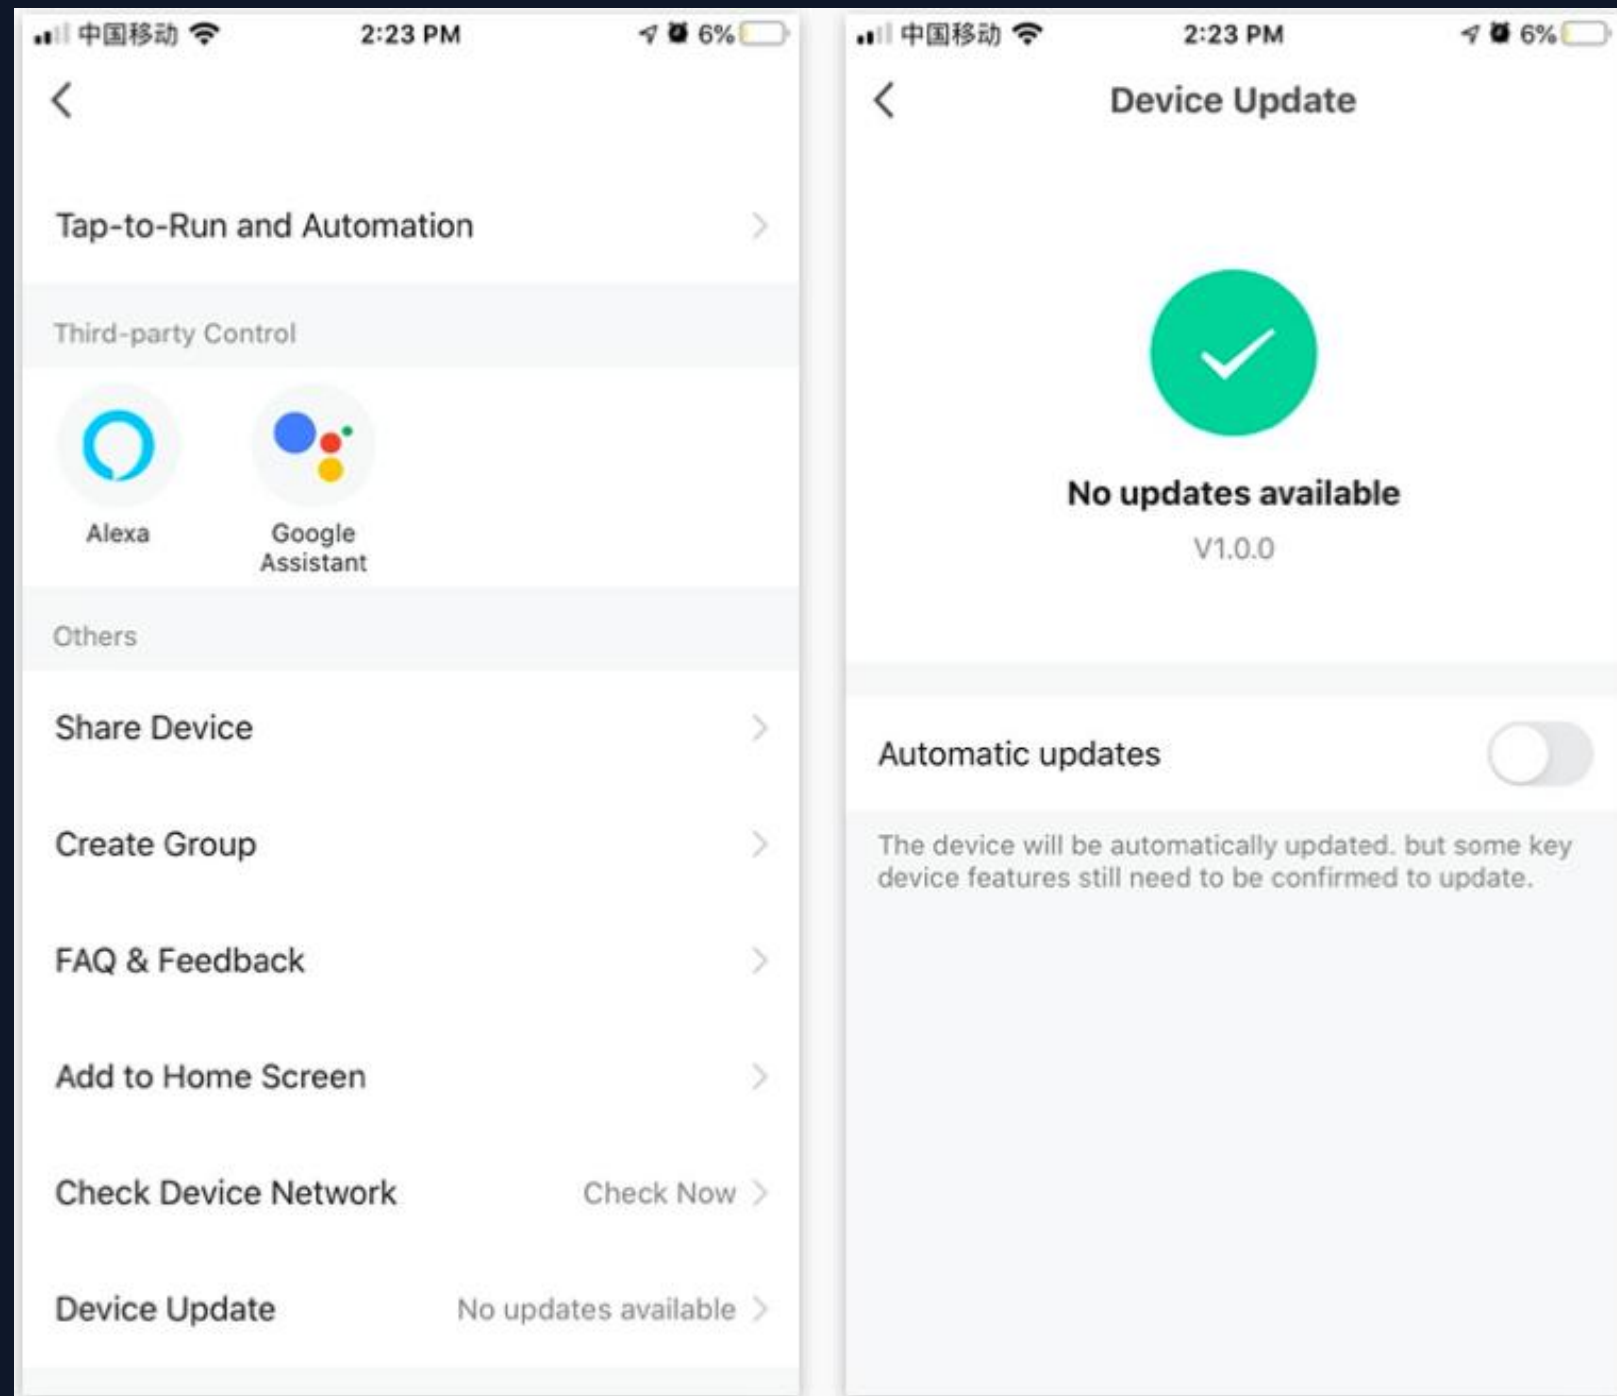 中国移动 2:23 PM 6%
Tap-to-Run and Automation
Third-party Control
Alexa
Google
Assistant
Others
Share Device
Create Group
FAQ & Feedback
Add to Home Screen
Check Device Network Check Now
Device Update No updates available
中国移动 2:23 PM 6%
Device Update
No updates available
V1.0.0
Automatic updates
The device will be automatically updated. but some key
device features still need to be confirmed to update.